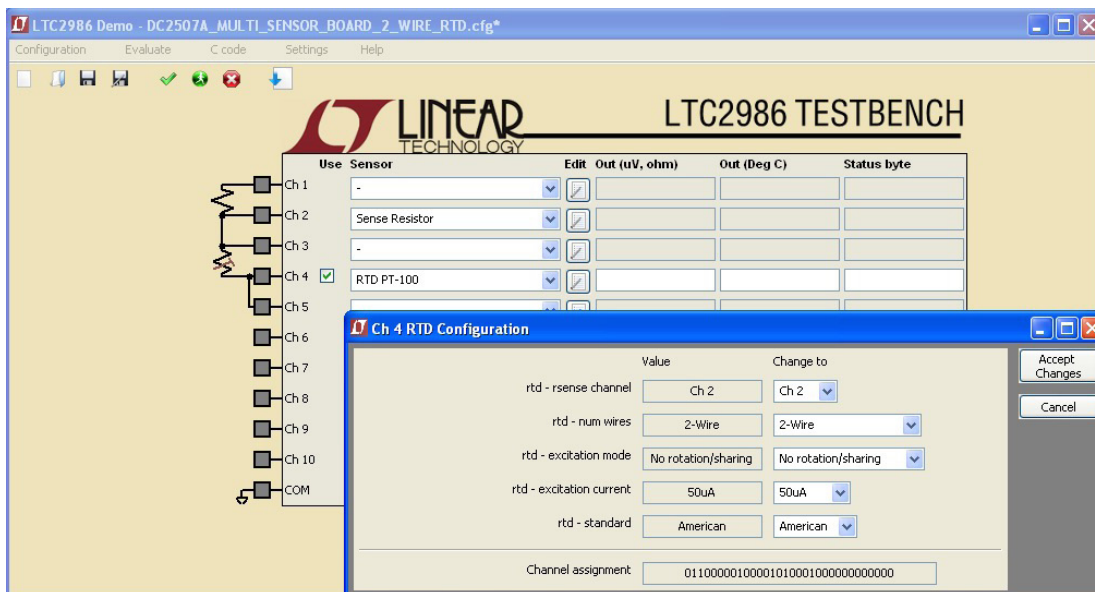 LTC2986 Demo - DC2507A_MULTI_SENSOR_BOARD_2_WIRE_RTD.cfg*
Configuration Evaluate C code Settings Help
LINEAR TECHNOLOGY
LTC2986 TESTBENCH
Use Sensor Edit Out (uV, ohm) Out (Deg C) Status byte
Ch 1 -
Ch 2 Sense Resistor
Ch 3 -
Ch 4 RTD PT-100
Ch 5
Ch 6
Ch 7
Ch 8
Ch 9
Ch 10
COM
Ch 4 RTD Configuration
Value Change to
Accept Changes
Cancel
rtd - rsense channel Ch 2 Ch 2
rtd - num wires 2-Wire 2-Wire
rtd - excitation mode No rotation/sharing No rotation/sharing
rtd - excitation current 50uA 50uA
rtd - standard American American
Channel assignment 01100000100001010001000000000000